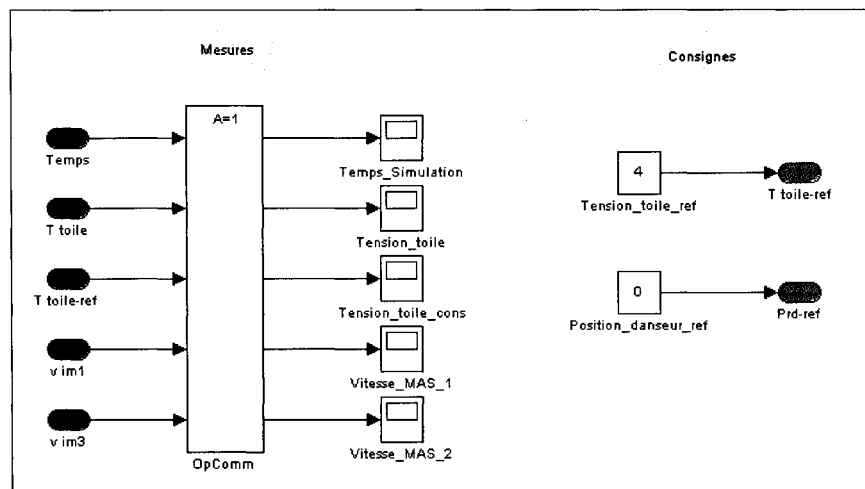 Mesures
Consignes
A=1
Temps
Temps_Simulation
4
Tension_toile_ref
T toile-ref
T toile
Tension_toile
T toile-ref
Tension_toile_cons
0
Position_danseur_ref
Prd-ref
v im1
Vitesse_MAS_1
v im3
Vitesse_MAS_2
OpComm